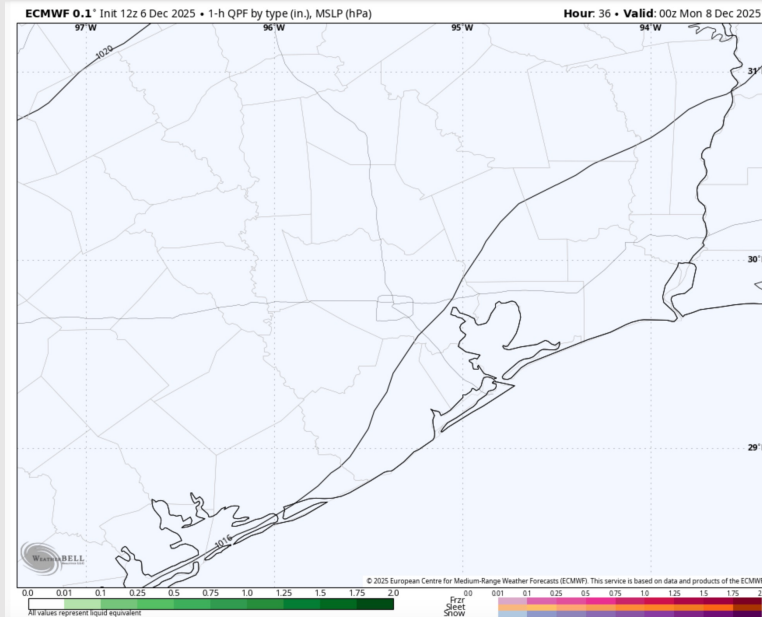 ECMWF 0.1° Init 12z 6 Dec 2025 • 1-h QPF by type (in.), MSLP (hPa)
Hour: 36 • Valid: 00z Mon 8 Dec 2025
97°W 96°W 95°W 94°W
1020
31°
30°
29°
1016
WEATHERBELL
© 2025 European Centre for Medium-Range Weather Forecasts (ECMWF). This service is based on data and products of the ECMWF
0.0 0.01 0.1 0.25 0.5 0.75 1.0 1.25 1.5 1.75 2.0
All values represent liquid equivalent
0.0 01 0.1 0.25 0.5 0.75 1.0 1.25 1.5 1.75 2.
Frzr
Sleet
Snow